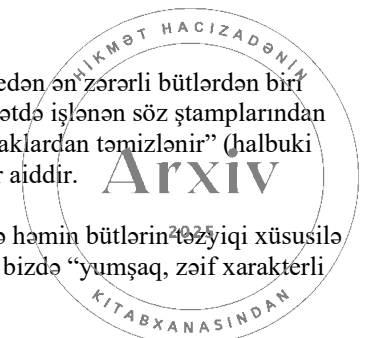 HİKMƏT HACIZADƏNİN
edən ən zərərli bütlərdən biri
ətdə işlənən söz ştamplarından
aklardan təmizlənir” (halbuki
r aiddir.
Arxiv
2025
ə həmin bütlərin təzyiqi xüsusilə
bizdə “yumşaq, zəif xarakterli
KİTABXANASINDAN